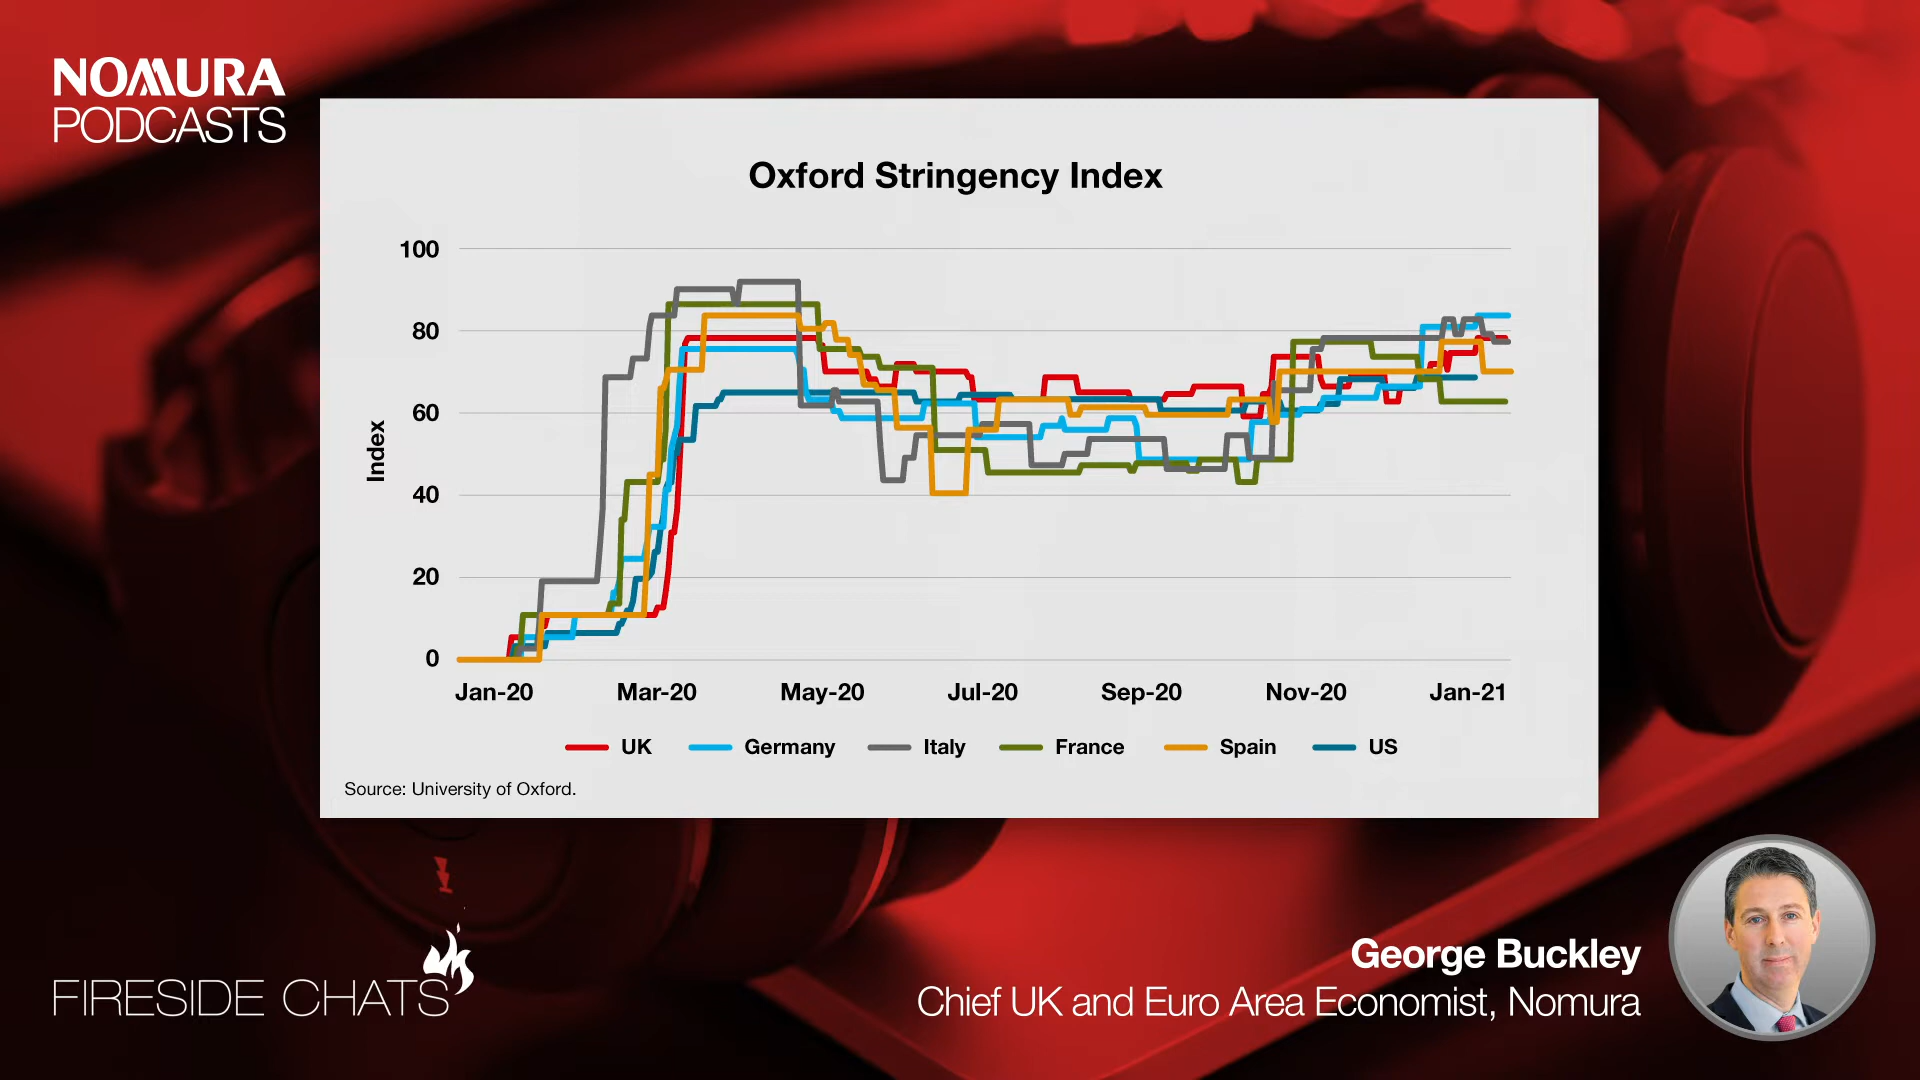 NOMURA
PODCASTS
Oxford Stringency Index
Index
100
80
60
40
20
0
Jan-20 Mar-20 May-20 Jul-20 Sep-20 Nov-20 Jan-21
UK Germany Italy France Spain US
Source: University of Oxford.
FIRESIDE CHATS
George Buckley
Chief UK and Euro Area Economist, Nomura